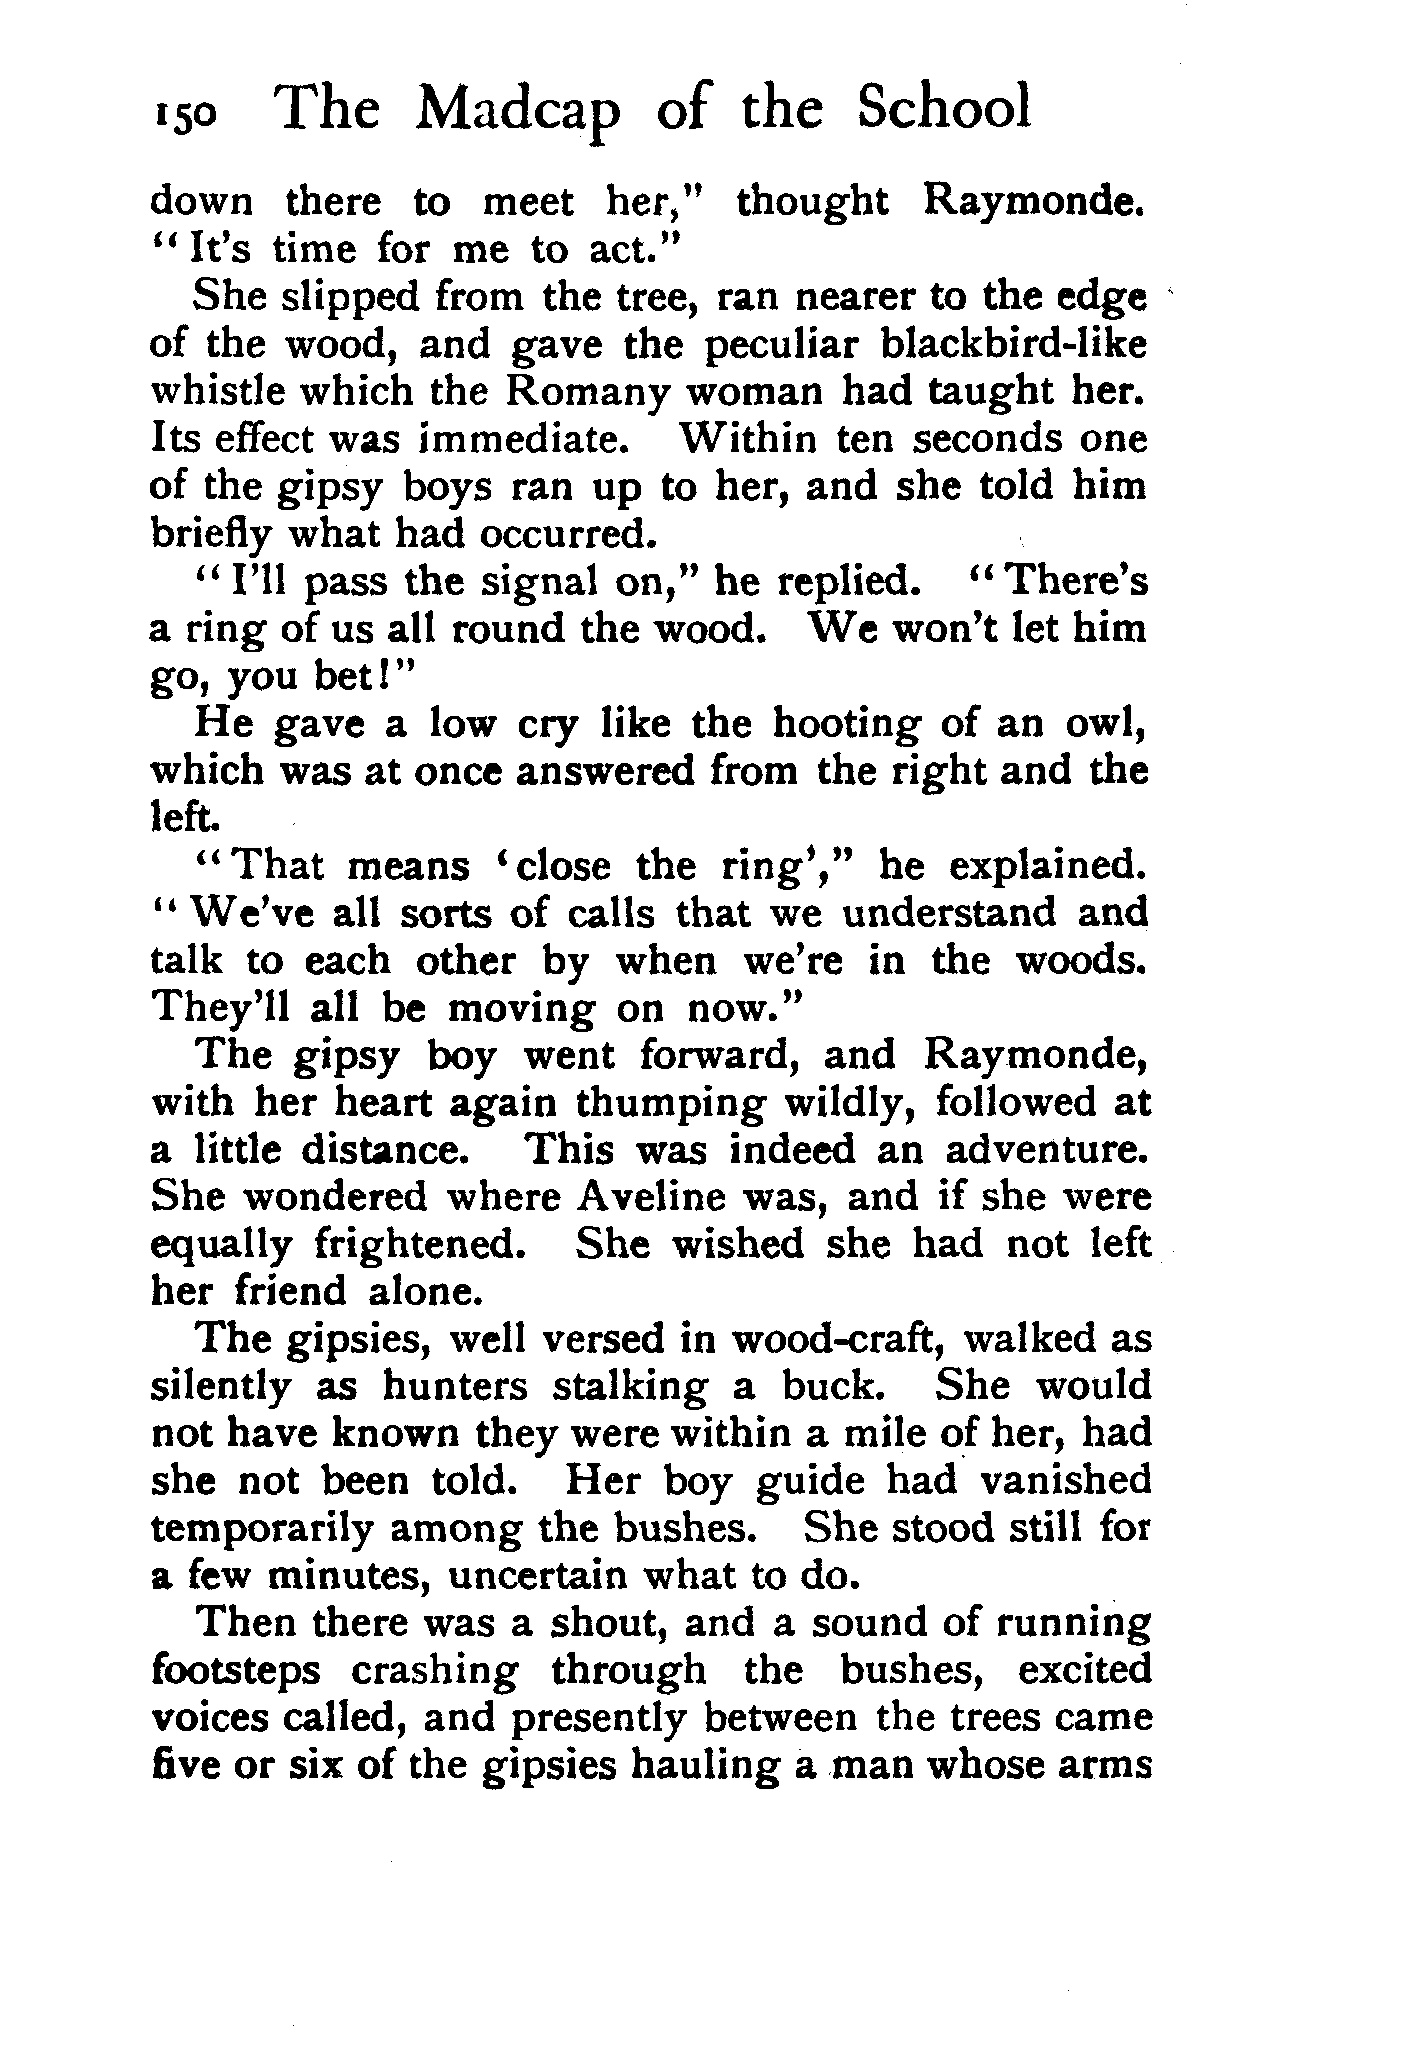 150 The Madcap of the School
down there to meet her," thought Raymonde.
"It's time for me to act."
She slipped from the tree, ran nearer to the edge
of the wood, and gave the peculiar blackbird-like
whistle which the Romany woman had taught her.
Its effect was immediate. Within ten seconds one
of the gipsy boys ran up to her, and she told him
briefly what had occurred.
"I'll pass the signal on," he replied. "There's
a ring of us all round the wood. We won't let him
go, you bet!"
He gave a low cry like the hooting of an owl,
which was at once answered from the right and the
left.
"That means 'close the ring'," he explained.
"We've all sorts of calls that we understand and
talk to each other by when we're in the woods.
They'll all be moving on now."
The gipsy boy went forward, and Raymonde,
with her heart again thumping wildly, followed at
a little distance. This was indeed an adventure.
She wondered where Aveline was, and if she were
equally frightened. She wished she had not left
her friend alone.
The gipsies, well versed in wood-craft, walked as
silently as hunters stalking a buck. She would
not have known they were within a mile of her, had
she not been told. Her boy guide had vanished
temporarily among the bushes. She stood still for
a few minutes, uncertain what to do.
Then there was a shout, and a sound of running
footsteps crashing through the bushes, excited
voices called, and presently between the trees came
five or six of the gipsies hauling a man whose arms